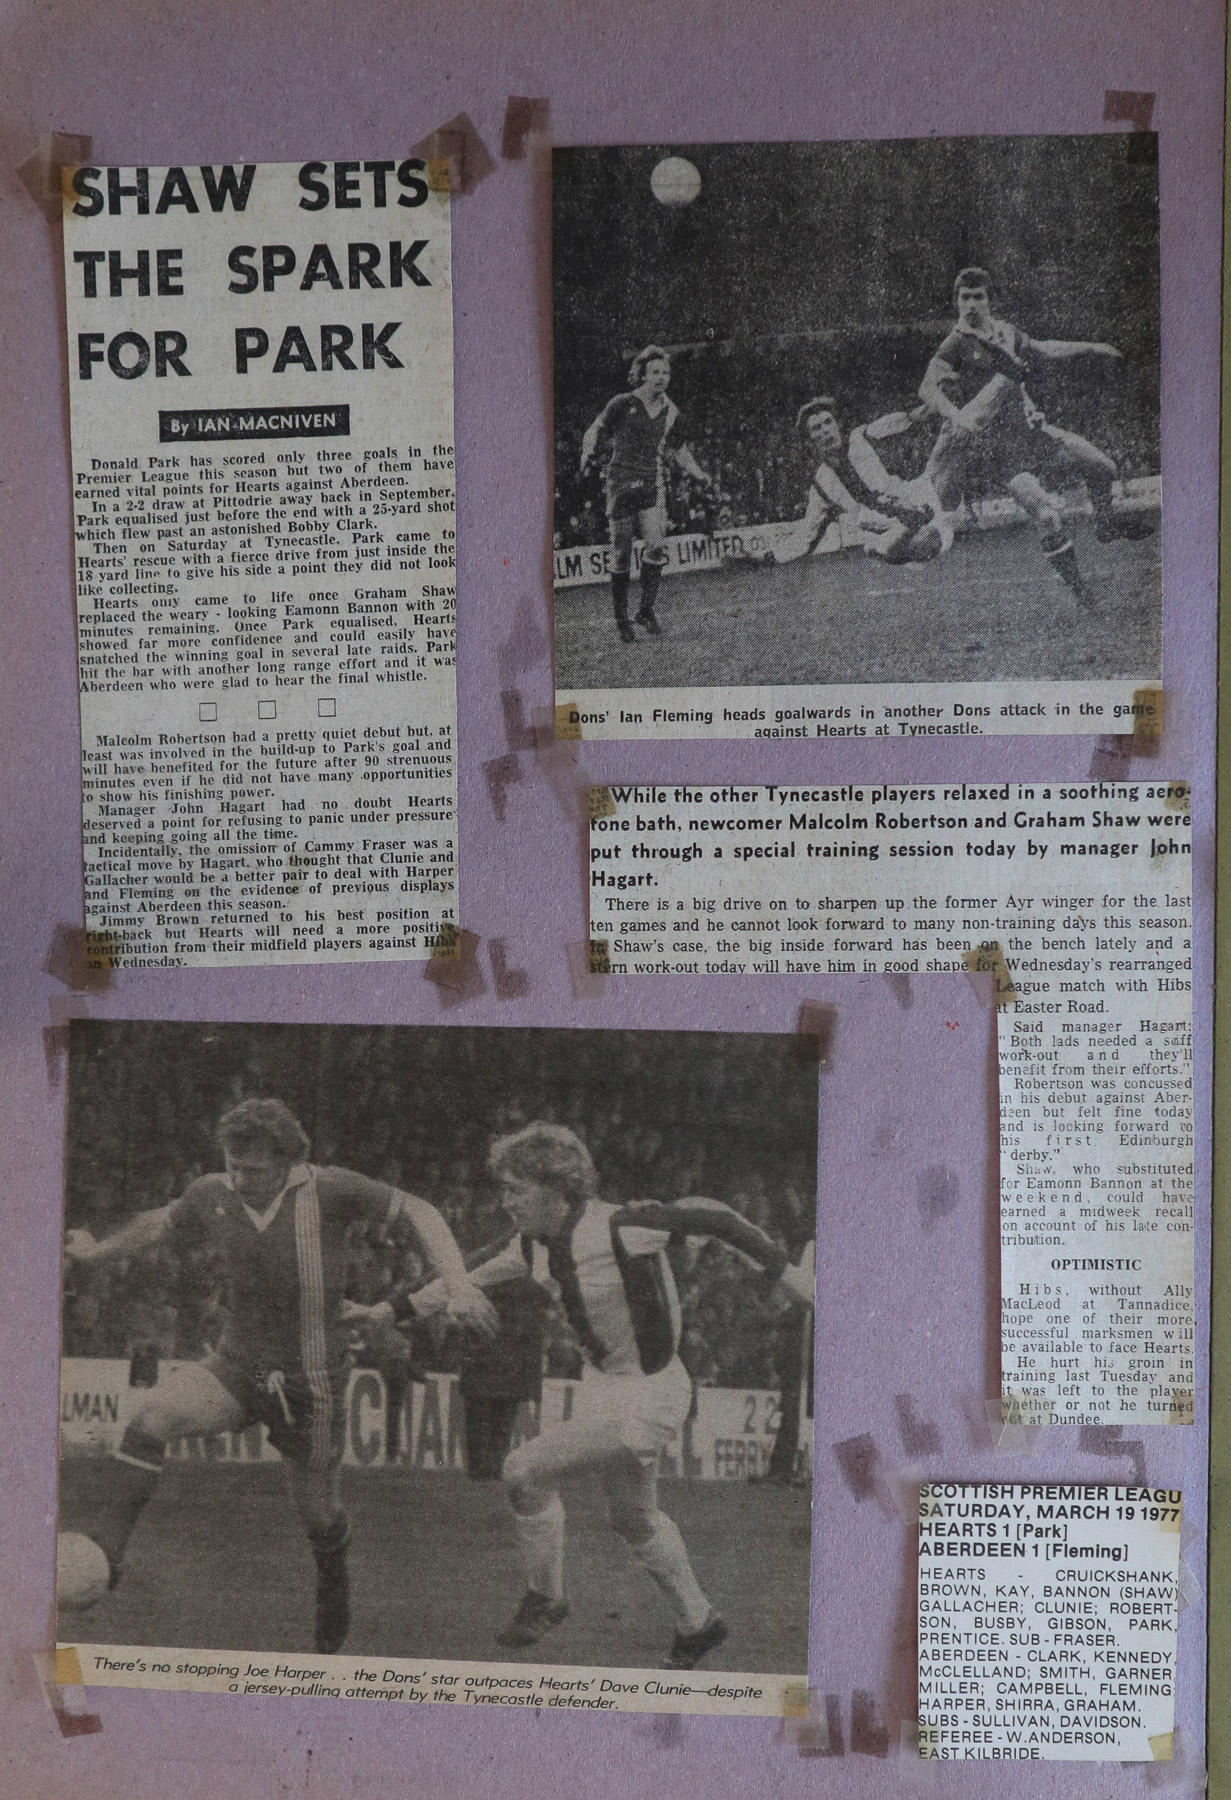 SHAW SETS
THE SPARK
FOR PARK
By IAN MACNIVEN
Donald Park has scored only three goals in the
Premier League this season but two of them have
earned vital points for Hearts against Aberdeen.
In a 2-2 draw at Pittodrie away back in September,
Park equalised just before the end with a 25-yard shot
which flew past an astonished Bobby Clark.
Then on Saturday at Tynecastle, Park came to
Hearts' rescue with a fierce drive from just inside the
18 yard line to give his side a point they did not look
like collecting.
Hearts only came to life once Graham Shaw
replaced the weary - looking Eamonn Bannon with 20
minutes remaining. Once Park equalised, Hearts
showed far more confidence and could easily have
snatched the winning goal in several late raids. Park
hit the bar with another long range effort and it was
Aberdeen who were glad to hear the final whistle.
Malcolm Robertson had a pretty quiet debut but, at
least was involved in the build-up to Park's goal and
will have benefited for the future after 90 strenuous
minutes even if he did not have many opportunities
to show his finishing power.
Manager John Hagart had no doubt Hearts
deserved a point for refusing to panic under pressure
and keeping going all the time.
Incidentally, the omission of Cammy Fraser was a
tactical move by Hagart, who thought that Clunie and
Gallacher would be a better pair to deal with Harper
and Fleming on the evidence of previous displays
against Aberdeen this season.
Jimmy Brown returned to his best position at
right-back but Hearts will need a more positive
contribution from their midfield players against Hibs
on Wednesday.
LIMITED
Dons' Ian Fleming heads goalwards in another Dons attack in the game
against Hearts at Tynecastle.
While the other Tynecastle players relaxed in a soothing aero-
tone bath, newcomer Malcolm Robertson and Graham Shaw were
put through a special training session today by manager John
Hagart.
There is a big drive on to sharpen up the former Ayr winger for the last
ten games and he cannot look forward to many non-training days this season.
In Shaw's case, the big inside forward has been on the bench lately and a
stern work-out today will have him in good shape for Wednesday's rearranged
League match with Hibs
at Easter Road.
Said manager Hagart:
"Both lads needed a stiff
work-out and they'll
benefit from their efforts."
Robertson was concussed
in his debut against Aber-
deen but felt fine today
and is looking forward to
his first Edinburgh
"derby."
Shaw, who substituted
for Eamonn Bannon at the
weekend, could have
earned a midweek recall
on account of his late con-
tribution.
OPTIMISTIC
Hibs, without Ally
MacLeod at Tannadice,
hope one of their more
successful marksmen will
be available to face Hearts.
He hurt his groin in
training last Tuesday and
it was left to the player
whether or not he turned
out at Dundee.
LMAN
22
FERRY
There's no stopping Joe Harper . . the Dons' star outpaces Hearts' Dave Clunie—despite
a jersey-pulling attempt by the Tynecastle defender.
SCOTTISH PREMIER LEAGU
SATURDAY, MARCH 19 1977
HEARTS 1 [Park]
ABERDEEN 1 [Fleming]
HEARTS - CRUICKSHANK,
BROWN, KAY, BANNON (SHAW)
GALLACHER; CLUNIE; ROBERT-
SON, BUSBY, GIBSON, PARK,
PRENTICE. SUB - FRASER.
ABERDEEN - CLARK, KENNEDY,
McCLELLAND; SMITH, GARNER,
MILLER; CAMPBELL, FLEMING
HARPER, SHIRRA, GRAHAM.
SUBS - SULLIVAN, DAVIDSON.
REFEREE - W.ANDERSON,
EAST KILBRIDE.